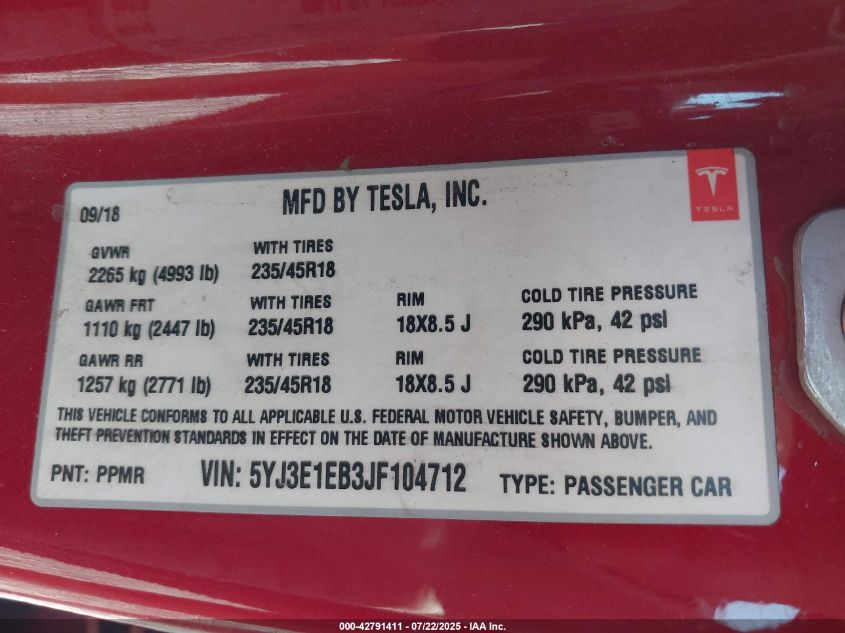 09/18 MFD BY TESLA, INC. TESLA
GVWR WITH TIRES
2265 kg (4993 lb) 235/45R18
GAWR FRT WITH TIRES RIM COLD TIRE PRESSURE
1110 kg (2447 lb) 235/45R18 18X8.5 J 290 kPa, 42 psi
GAWR RR WITH TIRES RIM COLD TIRE PRESSURE
1257 kg (2771 lb) 235/45R18 18X8.5 J 290 kPa, 42 psi
THIS VEHICLE CONFORMS TO ALL APPLICABLE U.S. FEDERAL MOTOR VEHICLE SAFETY, BUMPER, AND
THEFT PREVENTION STANDARDS IN EFFECT ON THE DATE OF MANUFACTURE SHOWN ABOVE.
PNT: PPMR VIN: 5YJ3E1EB3JF104712 TYPE: PASSENGER CAR
000-42791411 - 07/22/2025 - IAA Inc.